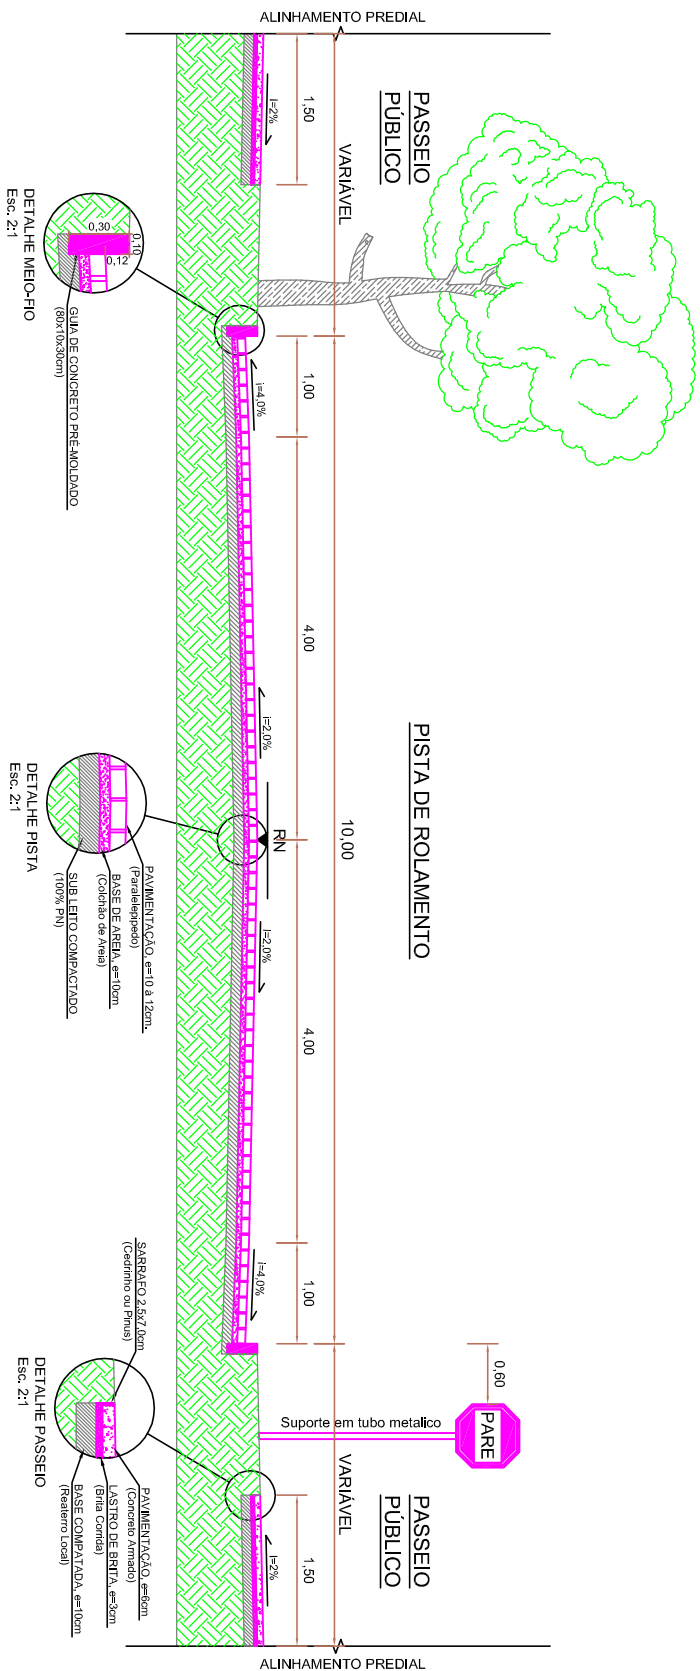 ALINHAMENTO PREDIAL
PASSEIO
PÚBLICO
VARIÁVEL
1,50
I=2%
0,30
0,10
0,12
GUIA DE CONCRETO PRÉ-MOLDADO
(80x10x30cm)
DETALHE MEIO-FIO
Esc. 2:1
1,00
i=4,0%
4,00
i=2,0%
PISTA DE ROLAMENTO
10,00
RN
I=2,0%
4,00
PAVIMENTAÇÃO, e=10 à 12cm.
(Paralelepipedo)
BASE DE AREIA, e=10cm
(Colchão de Areia)
SUB LEITO COMPACTADO
(100% PN)
DETALHE PISTA
Esc. 2:1
i=4,0%
1,00
0,60
PARE
Suporte em tubo metalico
PASSEIO
PÚBLICO
VARIÁVEL
1,50
I=2%
SARRAFO 2,5x7,0cm
(Cedrinho ou Pinus)
PAVIMENTAÇÃO, e=6cm
(Concreto Armado)
LASTRO DE BRITA, e=3cm
(Brita Corrida)
BASE COMPATADA, e=10cm
(Reaterro Local)
DETALHE PASSEIO
Esc. 2:1
ALINHAMENTO PREDIAL